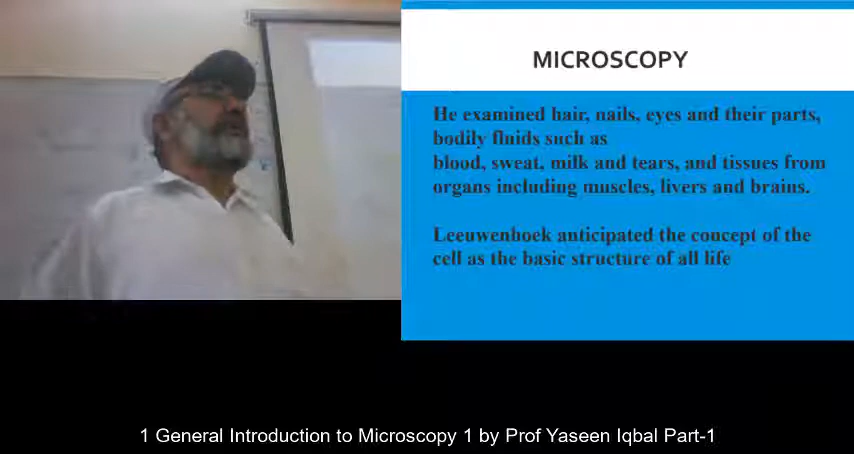 MICROSCOPY
He examined hair, nails, eyes and their parts,
bodily fluids such as
blood, sweat, milk and tears, and tissues from
organs including muscles, livers and brains.
Leeuwenhoek anticipated the concept of the
cell as the basic structure of all life
1 General Introduction to Microscopy 1 by Prof Yaseen Iqbal Part-1